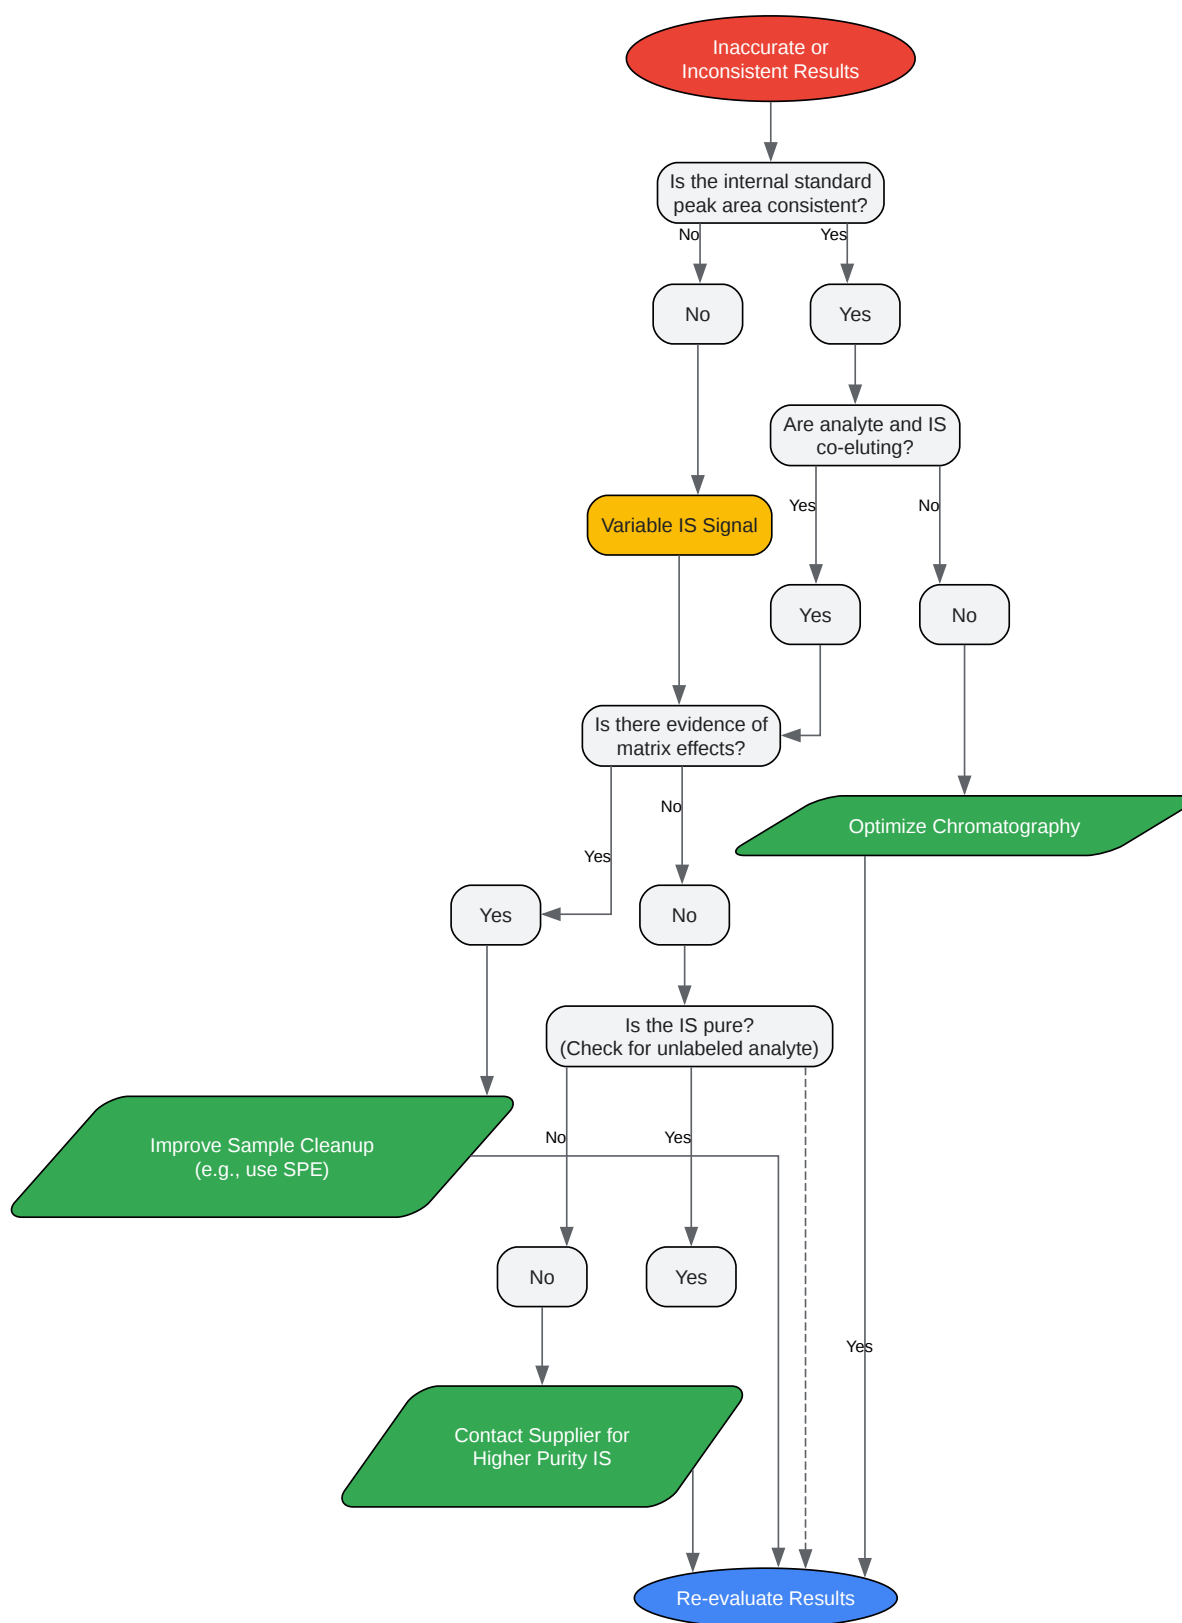 Inaccurate or
Inconsistent Results
Is the internal standard
peak area consistent?
No
Yes
No
Yes
Are analyte and IS
co-eluting?
Yes
No
Variable IS Signal
Yes
No
Is there evidence of
matrix effects?
No
Optimize Chromatography
Yes
Yes
No
Is the IS pure?
(Check for unlabeled analyte)
Improve Sample Cleanup
(e.g., use SPE)
No
Yes
No
Yes
Yes
Contact Supplier for
Higher Purity IS
Re-evaluate Results